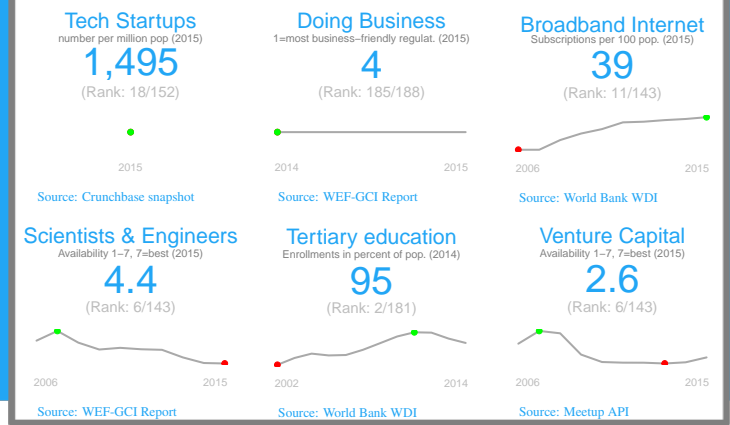 Tech Startups
number per million pop (2015)
1,495
(Rank: 18/152)
2015
Source: Crunchbase snapshot
Doing Business
1=most business−friendly regulat. (2015)
4
(Rank: 185/188)
2014
2015
Source: WEF-GCI Report
Broadband Internet
Subscriptions per 100 pop. (2015)
39
(Rank: 11/143)
2006
2015
Source: World Bank WDI
Scientists & Engineers
Availability 1−7, 7=best (2015)
4.4
(Rank: 6/143)
2006
2015
Source: WEF-GCI Report
Tertiary education
Enrollments in percent of pop. (2014)
95
(Rank: 2/181)
2002
2014
Source: World Bank WDI
Venture Capital
Availability 1−7, 7=best (2015)
2.6
(Rank: 6/143)
2006
2015
Source: Meetup API